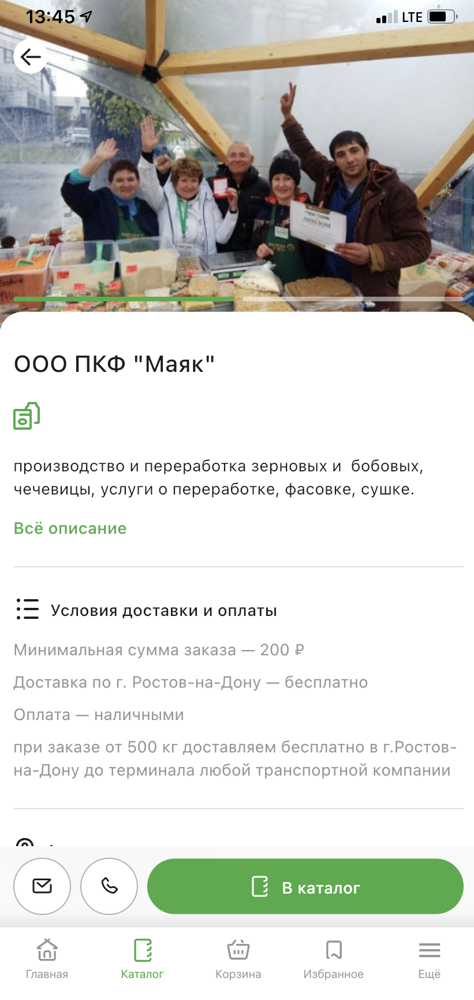 13:45
LTE
ДИПЛОМ
ООО ПКФ "Маяк"
производство и переработка зерновых и  бобовых,
чечевицы, услуги о переработке, фасовке, сушке.
Всё описание
Условия доставки и оплаты
Минимальная сумма заказа — 200 ₽
Доставка по г. Ростов-на-Дону — бесплатно
Оплата — наличными
при заказе от 500 кг доставляем бесплатно в г.Ростов-
на-Дону до терминала любой транспортной компании
В каталог
Главная
Каталог
Корзина
Избранное
Ещё